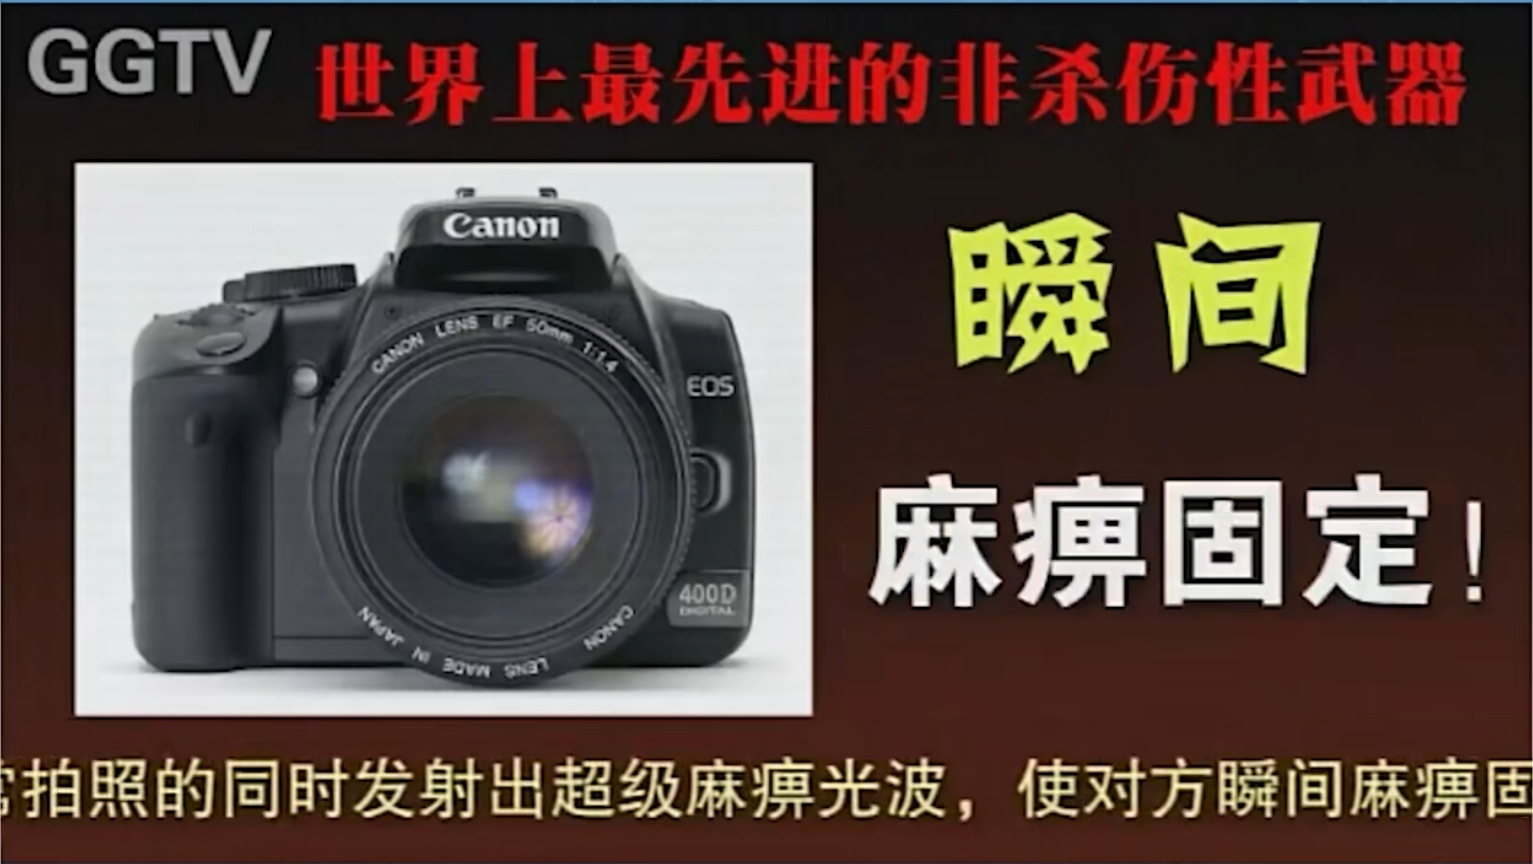 GGTV
世界上最先进的非杀伤性武器
Canon
CANON LENS EF 50mm 1:1.4
EOS
瞬间
麻痹固定!
400D
DIGITAL
CANON LENS MADE IN JAPAN
常拍照的同时发射出超级麻痹光波，使对方瞬间麻痹固